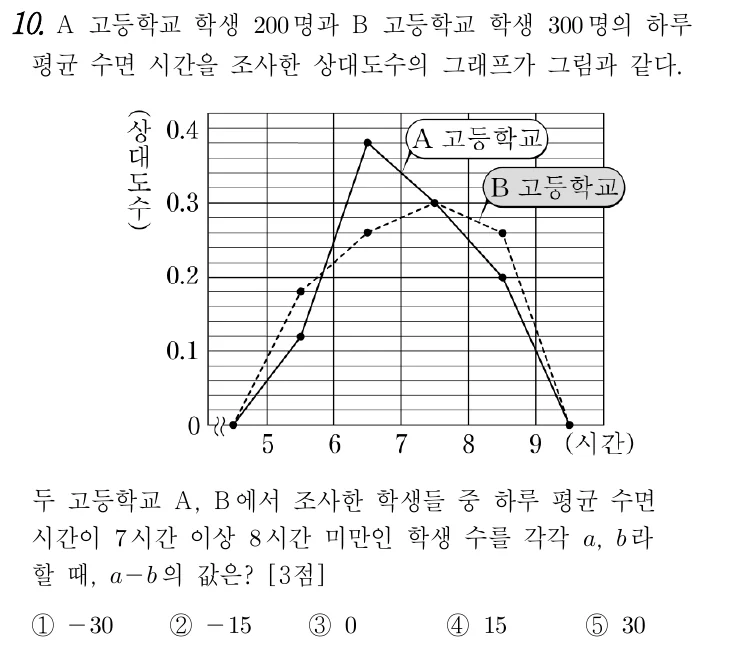 10. A 고등학교 학생 200명과 B 고등학교 학생 300명의 하루
평균 수면 시간을 조사한 상대도수의 그래프가 그림과 같다.
(상대도수)
0.4
0.3
0.2
0.1
0
A 고등학교
B 고등학교
5 6 7 8 9 (시간)
두 고등학교 A, B에서 조사한 학생들 중 하루 평균 수면
시간이 7시간 이상 8시간 미만인 학생 수를 각각 a, b라
할 때, a-b의 값은? [3점]
① -30 ② -15 ③ 0 ④ 15 ⑤ 30